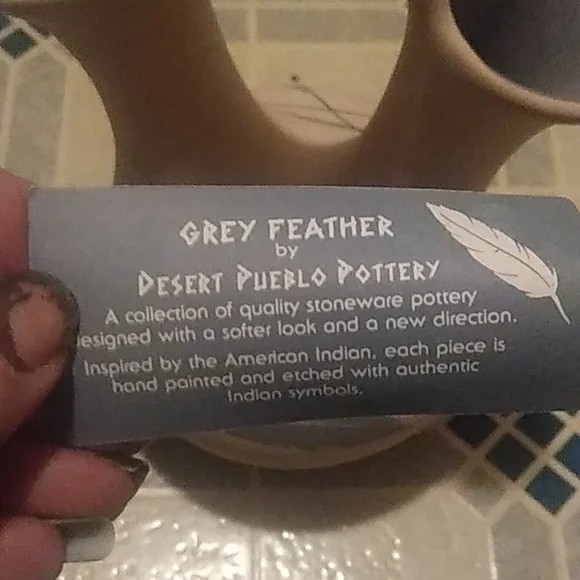 GREY FEATHER
by
DESERT PUEBLO POTTERY
A collection of quality stoneware pottery
designed with a softer look and a new direction.
Inspired by the American Indian, each piece is
hand painted and etched with authentic
Indian symbols.